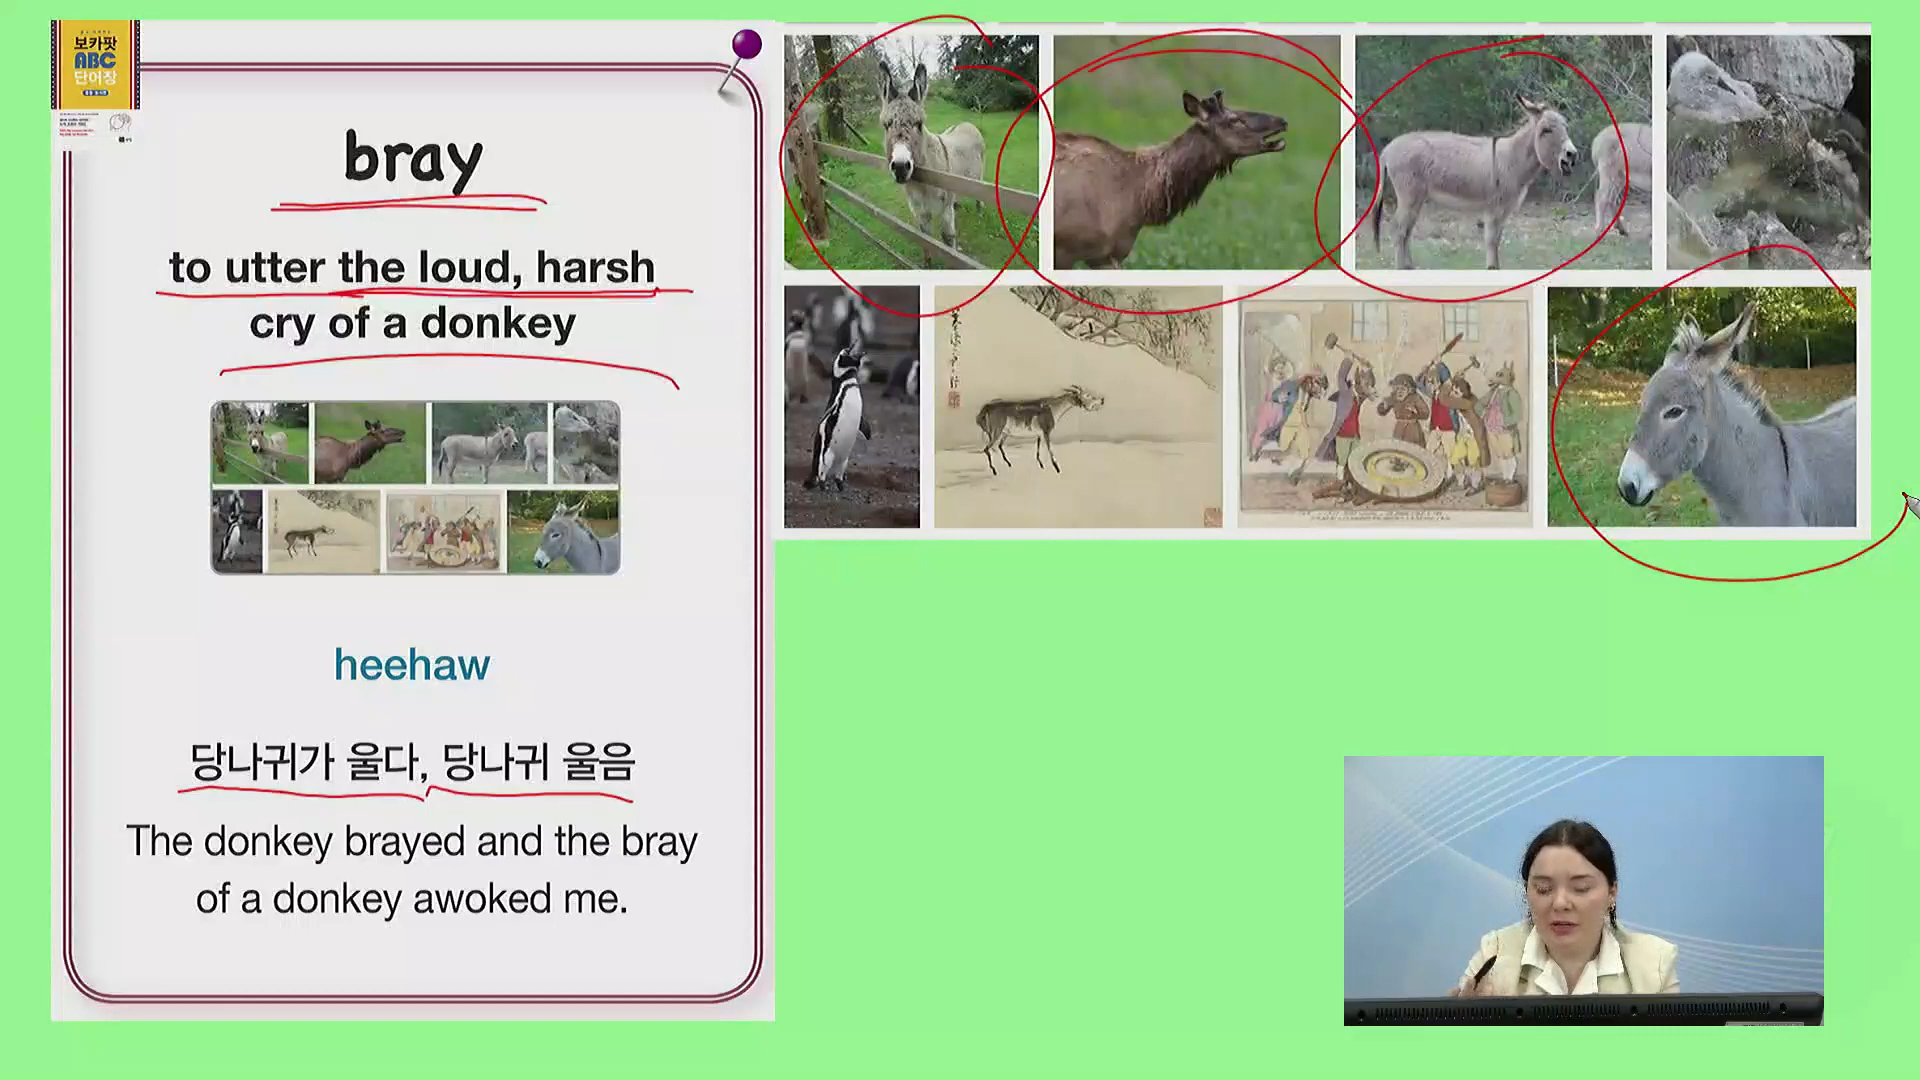 보카팟
ABC
단어장
bray
to utter the loud, harsh
cry of a donkey
heehaw
당나귀가 울다, 당나귀 울음
The donkey brayed and the bray
of a donkey awoked me.